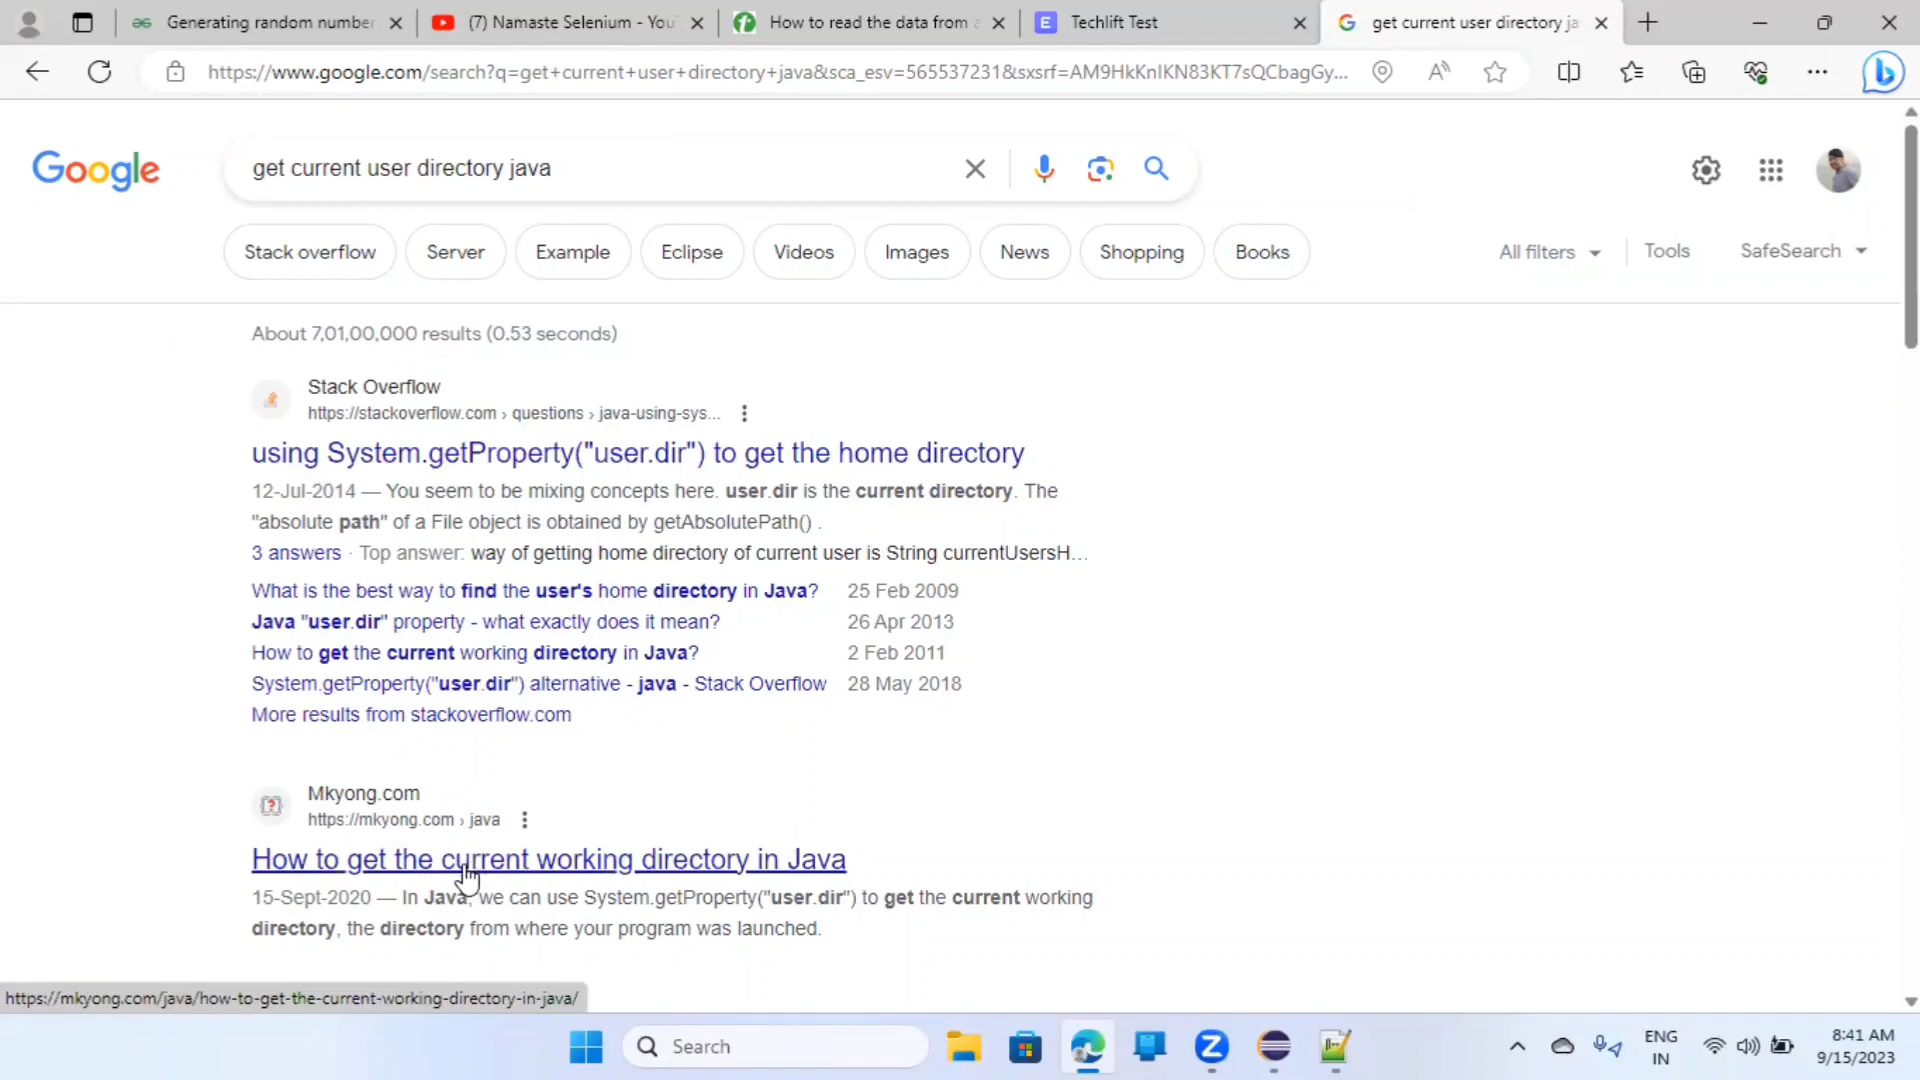 Generating random number
(7) Namaste Selenium - You
How to read the data from a
Techlift Test
get current user directory ja
https://www.google.com/search?q=get+current+user+directory+java&sca_esv=565537231&sxsrf=AM9HkKnIKN83KT7sQCbagGy...
Google
get current user directory java
Stack overflow
Server
Example
Eclipse
Videos
Images
News
Shopping
Books
All filters
Tools
SafeSearch
About 7,01,00,000 results (0.53 seconds)
Stack Overflow
https://stackoverflow.com › questions › java-using-sys...
using System.getProperty("user.dir") to get the home directory
12-Jul-2014 — You seem to be mixing concepts here. user.dir is the current directory. The
"absolute path" of a File object is obtained by getAbsolutePath() .
3 answers · Top answer: way of getting home directory of current user is String currentUsersH...
What is the best way to find the user's home directory in Java? 25 Feb 2009
Java "user.dir" property - what exactly does it mean? 26 Apr 2013
How to get the current working directory in Java? 2 Feb 2011
System.getProperty("user.dir") alternative - java - Stack Overflow 28 May 2018
More results from stackoverflow.com
Mkyong.com
https://mkyong.com › java
How to get the current working directory in Java
15-Sept-2020 — In Java, we can use System.getProperty("user.dir") to get the current working
directory, the directory from where your program was launched.
https://mkyong.com/java/how-to-get-the-current-working-directory-in-java/
Search
ENG
IN
8:41 AM
9/15/2023